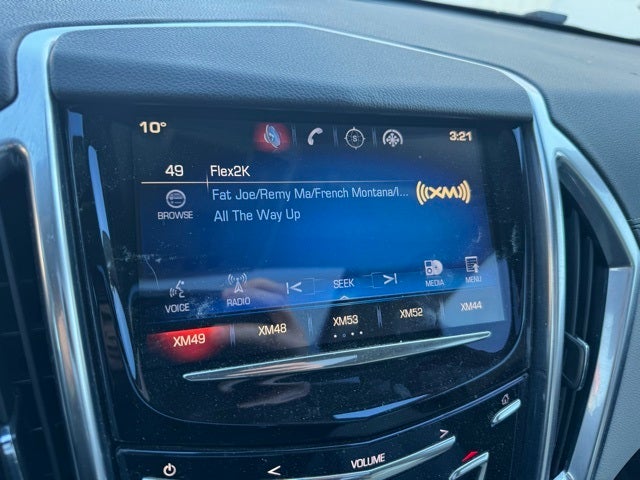 10° 3:21
49 Flex2K
Fat Joe/Remy Ma/French Montana/I...
((XM))
BROWSE All The Way Up
VOICE RADIO SEEK MEDIA MENU
XM49 XM48 XM53 XM52 XM44
VOLUME